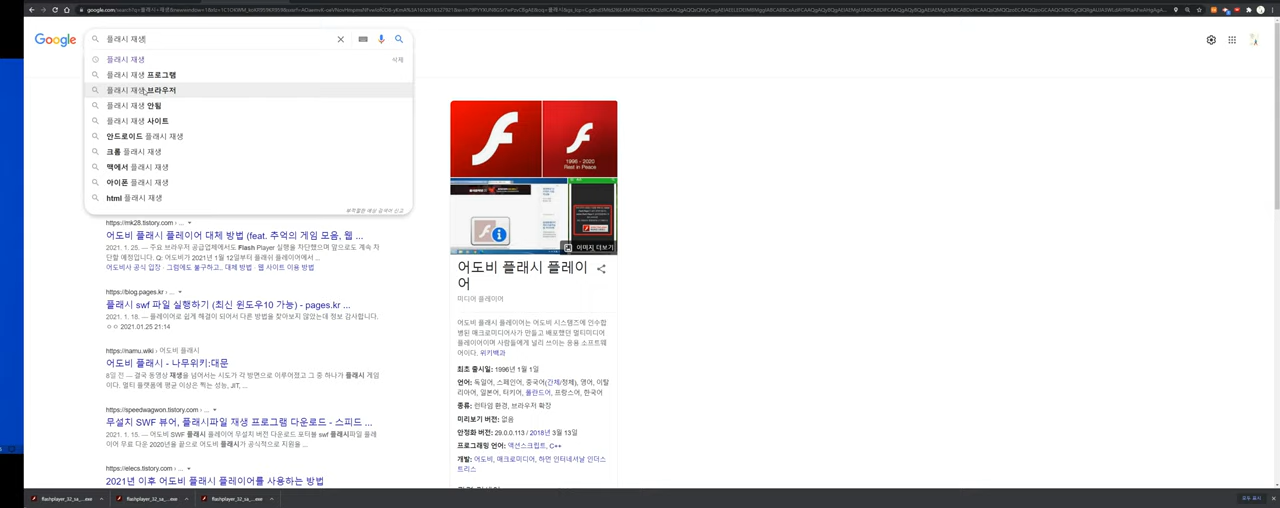 Google
플래시 재생
플래시 재생
삭제
플래시 재생 프로그램
플래시 재생 브라우저
플래시 재생 안됨
플래시 재생 사이트
안드로이드 플래시 재생
크롬 플래시 재생
맥에서 플래시 재생
아이폰 플래시 재생
html 플래시 재생
부적절한 예상 검색어 신고
https://mk28.tistory.com › ...
어도비 플래시 플레이어 대체 방법 (feat. 추억의 게임 모음, 웹 ...
2021. 1. 25. — 주요 브라우저 공급업체에서도 Flash Player 실행을 차단했으며 앞으로도 계속 차
단할 예정입니다. Q: 어도비가 2021년 1월 12일부터 플래쉬 플레이어에서 ...
어도비사 공식 입장 · 그럼에도 불구하고.. 대체 방법 · 웹 사이트 이용 방법
https://blog.pages.kr › ...
플래시 swf 파일 실행하기 (최신 윈도우10 가능) - pages.kr ...
2021. 1. 18. — 플레이어로 쉽게 해결이 되어서 다른 방법을 찾아보지 않았는데 정보 감사합니다.
ㅇㅇ 2021.01.25 21:14
https://namu.wiki › 어도비 플래시
어도비 플래시 - 나무위키:대문
8일 전 — 결국 동영상 재생을 넘어서는 시도가 각 방면으로 이루어졌고 그 중 하나가 플래시 게임
이다. 멀티 플랫폼에 평균 이상은 찍는 성능, JIT, ...
https://speedwagwon.tistory.com › ...
무설치 SWF 뷰어, 플래시파일 재생 프로그램 다운로드 - 스피드 ...
2021. 1. 15. — 어도비 SWF 플래시 플레이어 무설치 버전 다운로드 포터블 swf 플래시파일 플레
이어 무료 다운 2020년을 끝으로 어도비 플래시가 공식적으로 지원을 ...
https://elecs.tistory.com › ...
2021년 이후 어도비 플래시 플레이어를 사용하는 방법
1996 - 2020
Rest in Peace
이미지 더보기
어도비 플래시 플레이
어
미디어 플레이어
어도비 플래시 플레이어는 어도비 시스템즈에 인수합
병된 매크로미디어사가 만들고 배포했던 멀티미디어
플레이어이며 사람들에게 널리 쓰이는 응용 소프트웨
어이다. 위키백과
최초 출시일: 1996년 1월 1일
언어: 독일어, 스페인어, 중국어(간체/정체), 영어, 이탈
리아어, 일본어, 터키어, 폴란드어, 프랑스어, 한국어
종류: 런타임 환경, 브라우저 확장
미리보기 버전: 없음
안정화 버전: 29.0.0.113 / 2018년 3월 13일
프로그래밍 언어: 액션스크립트, C++
개발: 어도비, 매크로미디어, 하먼 인터네셔날 인더스
트리스
flashplayer_32_sa_...exe
flashplayer_32_sa_...exe
flashplayer_32_sa_...exe
모두 표시